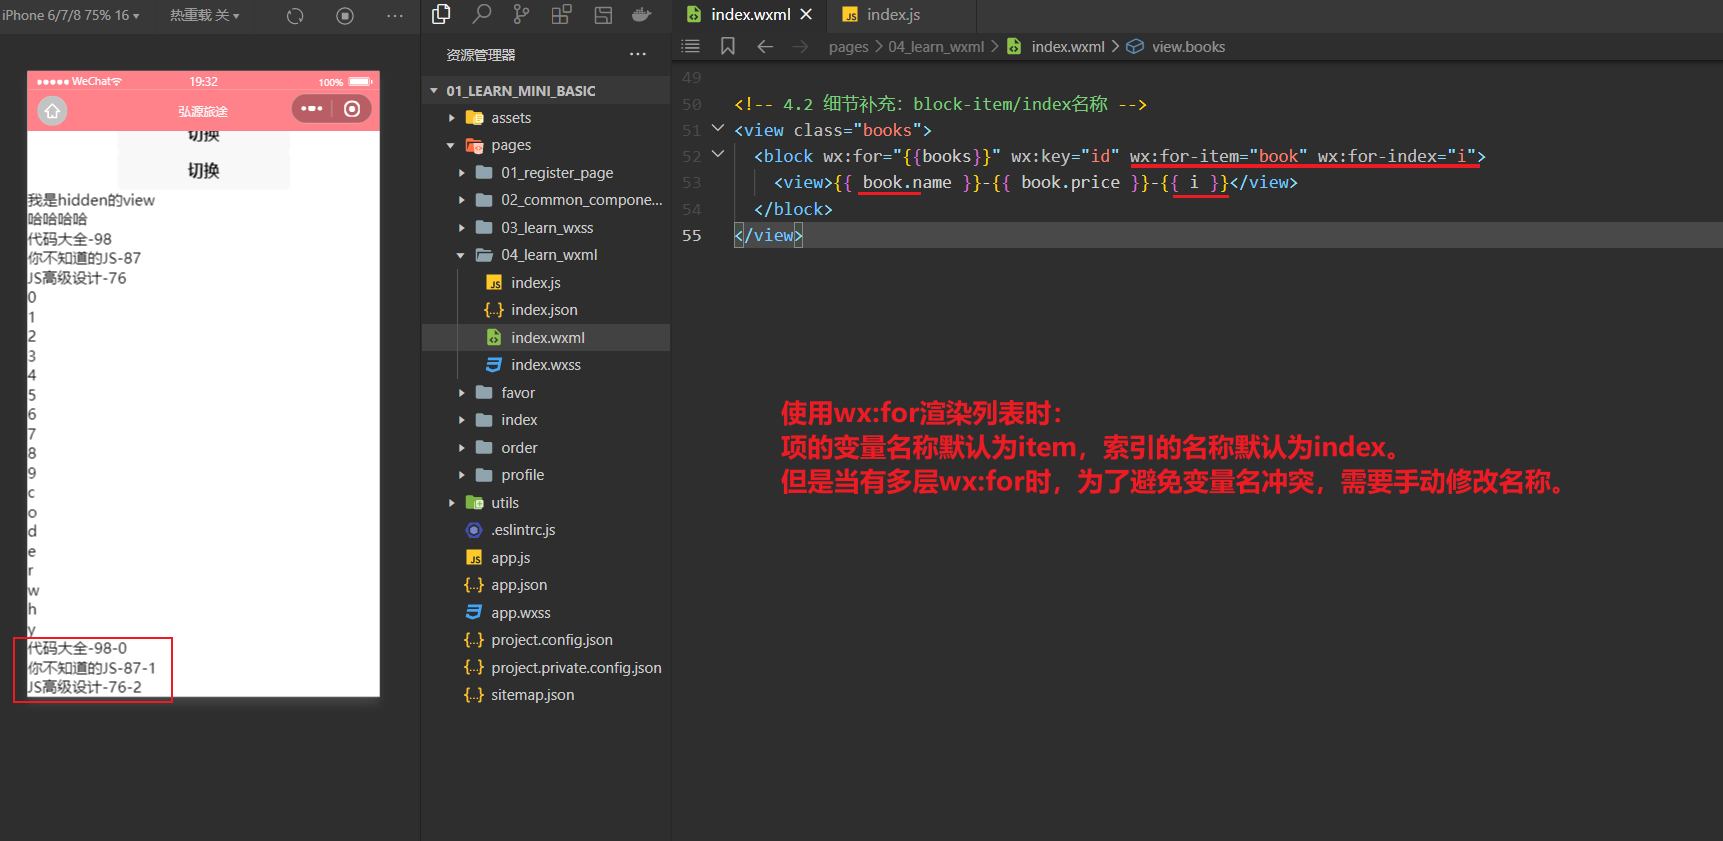 iPhone 6/7/8 75% 16
热重载 关
WeChat
19:32
100%
弘源旅途
切换
切换
我是hidden的view
哈哈哈哈
代码大全-98
你不知道的JS-87
JS高级设计-76
0
1
2
3
4
5
6
7
8
9
c
o
d
e
r
w
h
y
代码大全-98-0
你不知道的JS-87-1
JS高级设计-76-2
资源管理器
01_LEARN_MINI_BASIC
assets
pages
01_register_page
02_common_compone...
03_learn_wxss
04_learn_wxml
index.js
index.json
index.wxml
index.wxss
favor
index
order
profile
utils
.eslintrc.js
app.js
app.json
app.wxss
project.config.json
project.private.config.json
sitemap.json
index.wxml
index.js
pages > 04_learn_wxml > index.wxml > view.books
49
50 <!-- 4.2 细节补充: block-item/index名称 -->
51 <view class="books">
52 <block wx:for="{{books}}" wx:key="id" wx:for-item="book" wx:for-index="i">
53 <view>{{ book.name }}-{{ book.price }}-{{ i }}</view>
54 </block>
55 </view>
使用wx:for渲染列表时：
项的变量名称默认为item，索引的名称默认为index。
但是当有多层wx:for时，为了避免变量名冲突，需要手动修改名称。